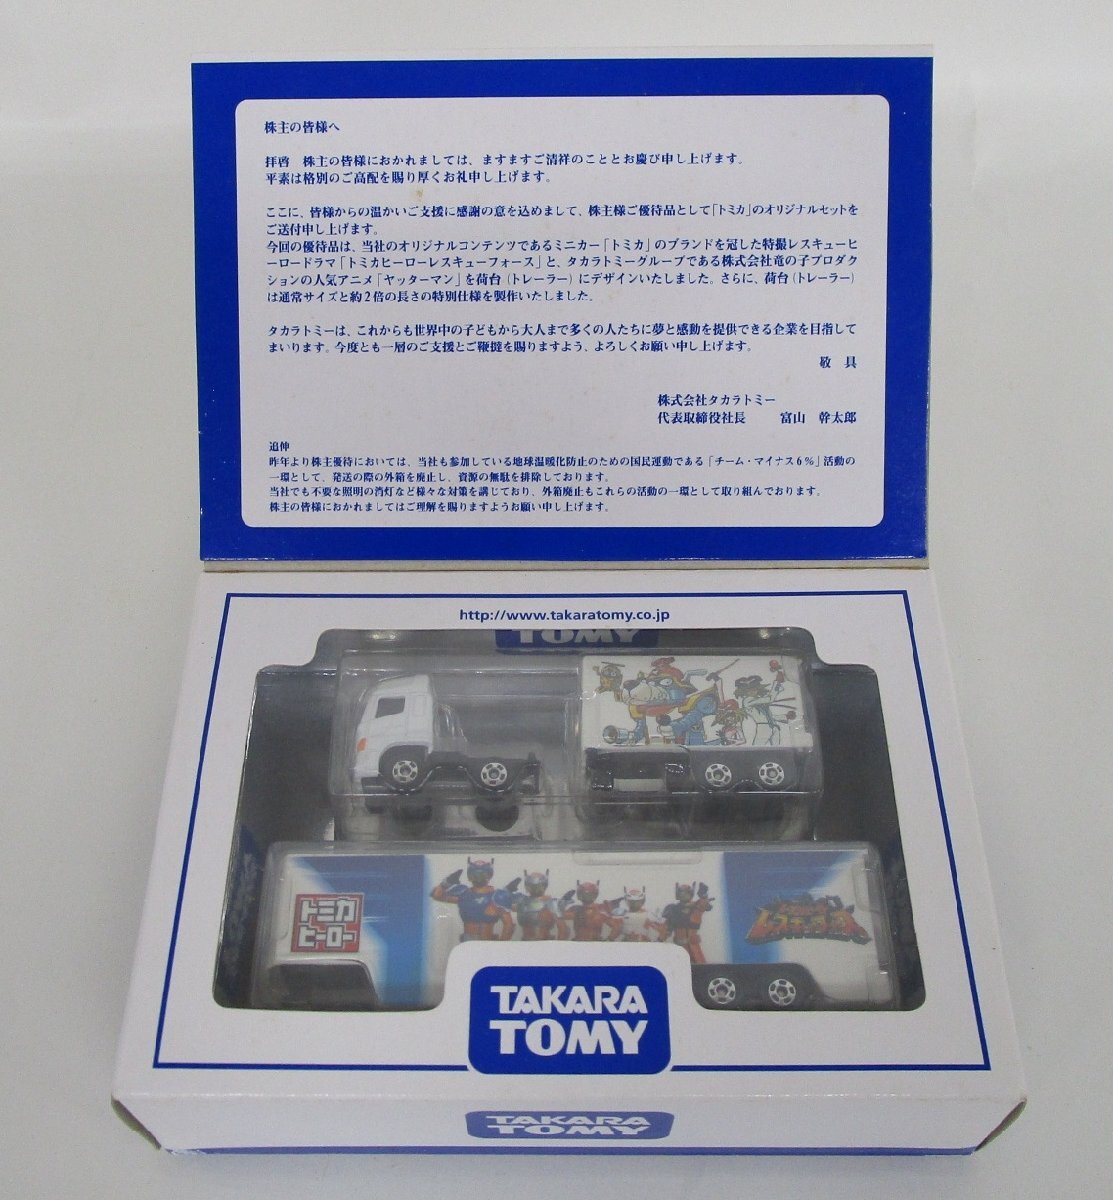 株主の皆様へ
拝啓　株主の皆様におかれましては、ますますご清祥のこととお慶び申し上げます。
平素は格別のご高配を賜り厚くお礼申し上げます。
ここに、皆様からの温かいご支援に感謝の意を込めまして、株主様ご優待品として「トミカ」のオリジナルセットを
ご送付申し上げます。
今回の優待品は、当社のオリジナルコンテンツであるミニカー「トミカ」のブランドを冠した特撮レスキューヒ
ーロードラマ「トミカヒーローレスキューフォース」と、タカラトミーグループである株式会社竜の子プロダク
ションの人気アニメ「ヤッターマン」を荷台（トレーラー）にデザインいたしました。さらに、荷台（トレーラー）
は通常サイズと約2倍の長さの特別仕様を製作いたしました。
タカラトミーは、これからも世界中の子どもから大人まで多くの人たちに夢と感動を提供できる企業を目指して
まいります。今度とも一層のご支援とご鞭撻を賜りますよう、よろしくお願い申し上げます。
敬　具
株式会社タカラトミー
代表取締役社長　　富山　幹太郎
追伸
昨年より株主優待においては、当社も参加している地球温暖化防止のための国民運動である「チーム・マイナス6%」活動の
一環として、発送の際の外箱を廃止し、資源の無駄を排除しております。
当社でも不要な照明の消灯など様々な対策を講じており、外箱廃止もこれらの活動の一環として取り組んでおります。
株主の皆様におかれましてはご理解を賜りますようお願い申し上げます。
http://www.takaratomy.co.jp
TOMY
トミカ
ヒーロー
レスキューフォース
TAKARA
TOMY
TAKARA
TOMY